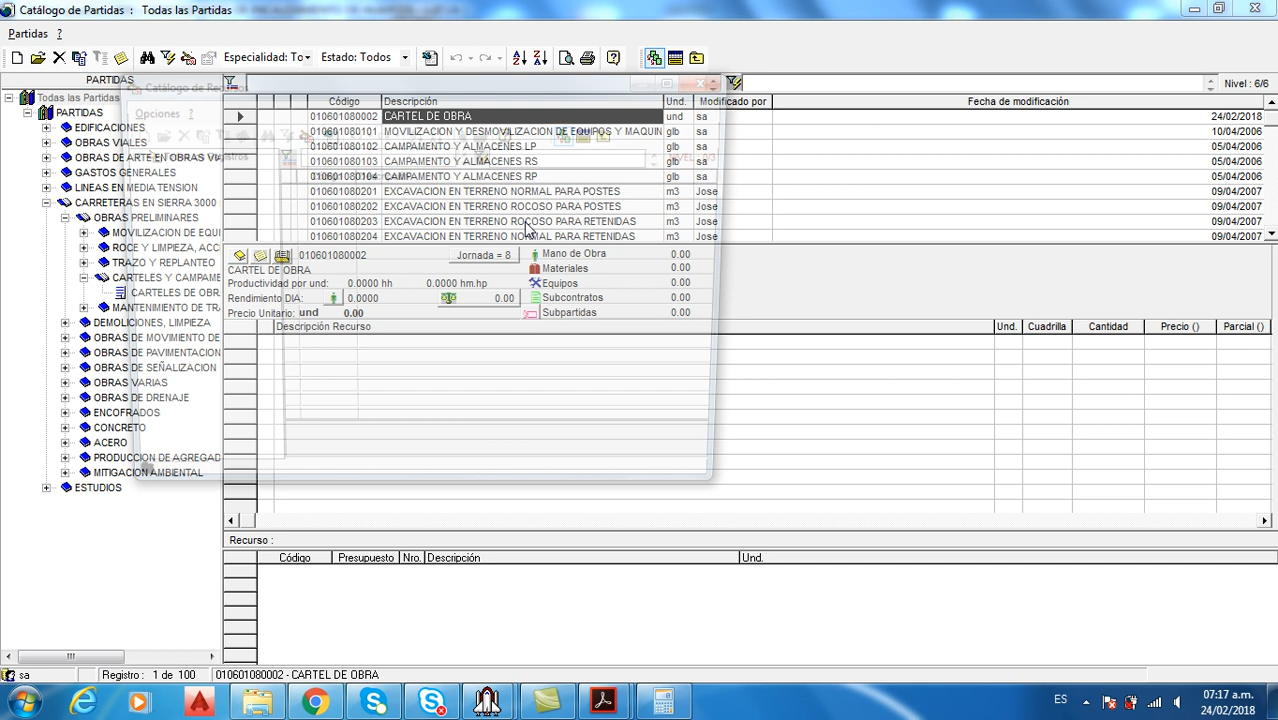 Catálogo de Partidas : Todas las Partidas
Partidas ?
Especialidad: To
Estado: Todos
PARTIDAS
Nivel : 6/6
Todas las Partidas
PARTIDAS
EDIFICACIONES
OBRAS VIALES
OBRAS DE ARTE EN OBRAS VIA
GASTOS GENERALES
LINEAS EN MEDIA TENSION
CARRETERAS EN SIERRA 3000
OBRAS PRELIMINARES
MOVILIZACION DE EQUI
ROCE Y LIMPIEZA, ACC
TRAZO Y REPLANTEO
CARTELES Y CAMPAME
CARTELES DE OBR
MANTENIMIENTO DE TR
DEMOLICIONES, LIMPIEZA
OBRAS DE MOVIMIENTO DE
OBRAS DE PAVIMENTACION
OBRAS DE SEÑALIZACION
OBRAS VARIAS
OBRAS DE DRENAJE
ENCOFRADOS
CONCRETO
ACERO
PRODUCCION DE AGREGAD
MITIGACION AMBIENTAL
ESTUDIOS
Catálogo de Recursos
Opciones ?
Código Descripción Und. Modificado por Fecha de modificación
010601080002 CARTEL DE OBRA und sa 24/02/2018
010601080101 MOVILIZACION Y DESMOVILIZACION DE EQUIPOS Y MAQUIN glb sa 10/04/2006
010601080102 CAMPAMENTO Y ALMACENES LP glb sa 05/04/2006
010601080103 CAMPAMENTO Y ALMACENES RS glb sa 05/04/2006
010601080104 CAMPAMENTO Y ALMACENES RP glb sa 05/04/2006
010601080201 EXCAVACION EN TERRENO NORMAL PARA POSTES m3 Jose 09/04/2007
010601080202 EXCAVACION EN TERRENO ROCOSO PARA POSTES m3 Jose 09/04/2007
010601080203 EXCAVACION EN TERRENO ROCOSO PARA RETENIDAS m3 Jose 09/04/2007
010601080204 EXCAVACION EN TERRENO NORMAL PARA RETENIDAS m3 Jose 09/04/2007
010601080002 Jornada = 8
CARTEL DE OBRA
Productividad por und: 0.0000 hh 0.0000 hm.hp
Rendimiento DIA: 0.0000 0.00
Precio Unitario: und 0.00
Mano de Obra 0.00
Materiales 0.00
Equipos 0.00
Subcontratos 0.00
Subpartidas 0.00
Descripción Recurso Und. Cuadrilla Cantidad Precio () Parcial ()
Recurso :
Código Presupuesto Nro. Descripción Und.
sa Registro : 1 de 100 010601080002 - CARTEL DE OBRA
ES 07:17 a.m.
24/02/2018